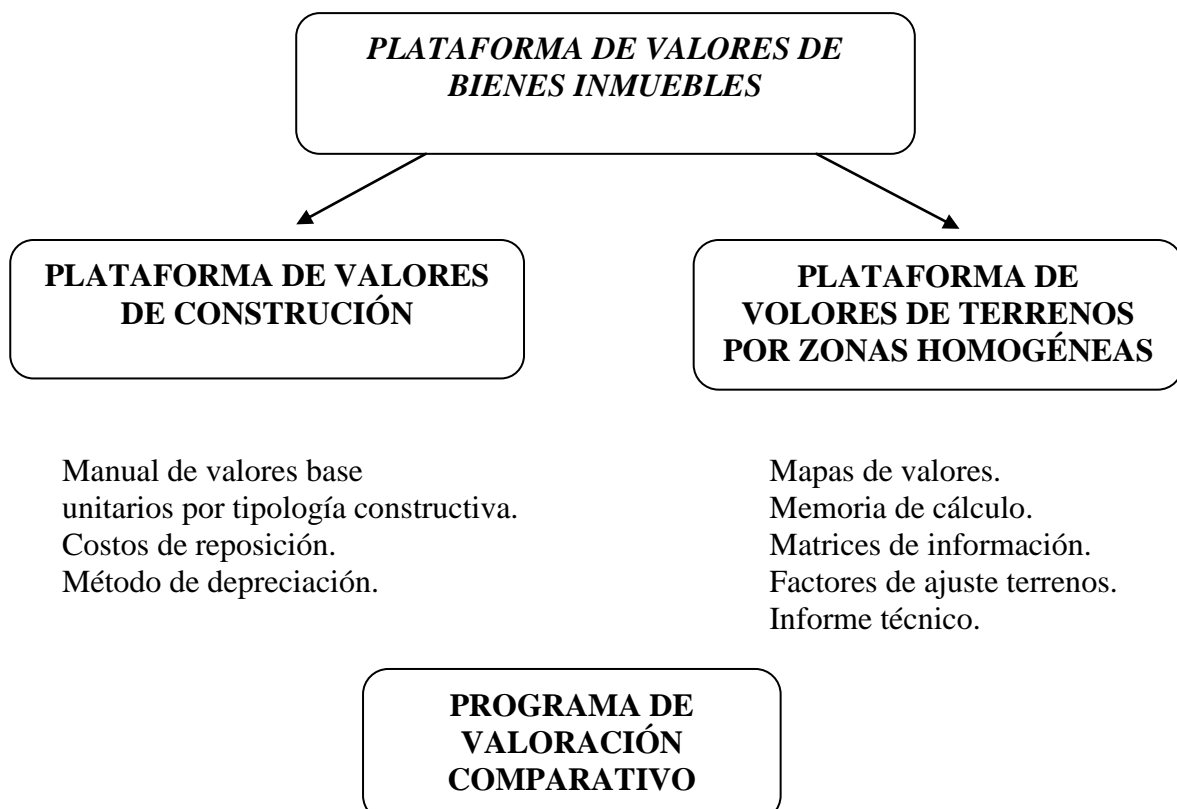 PLATAFORMA DE VALORES DE
BIENES INMUEBLES
PLATAFORMA DE VALORES
DE CONSTRUCIÓN
PLATAFORMA DE
VOLORES DE TERRENOS
POR ZONAS HOMOGÉNEAS
Manual de valores base
unitarios por tipología constructiva.
Costos de reposición.
Método de depreciación.
Mapas de valores.
Memoria de cálculo.
Matrices de información.
Factores de ajuste terrenos.
Informe técnico.
PROGRAMA DE
VALORACIÓN
COMPARATIVO